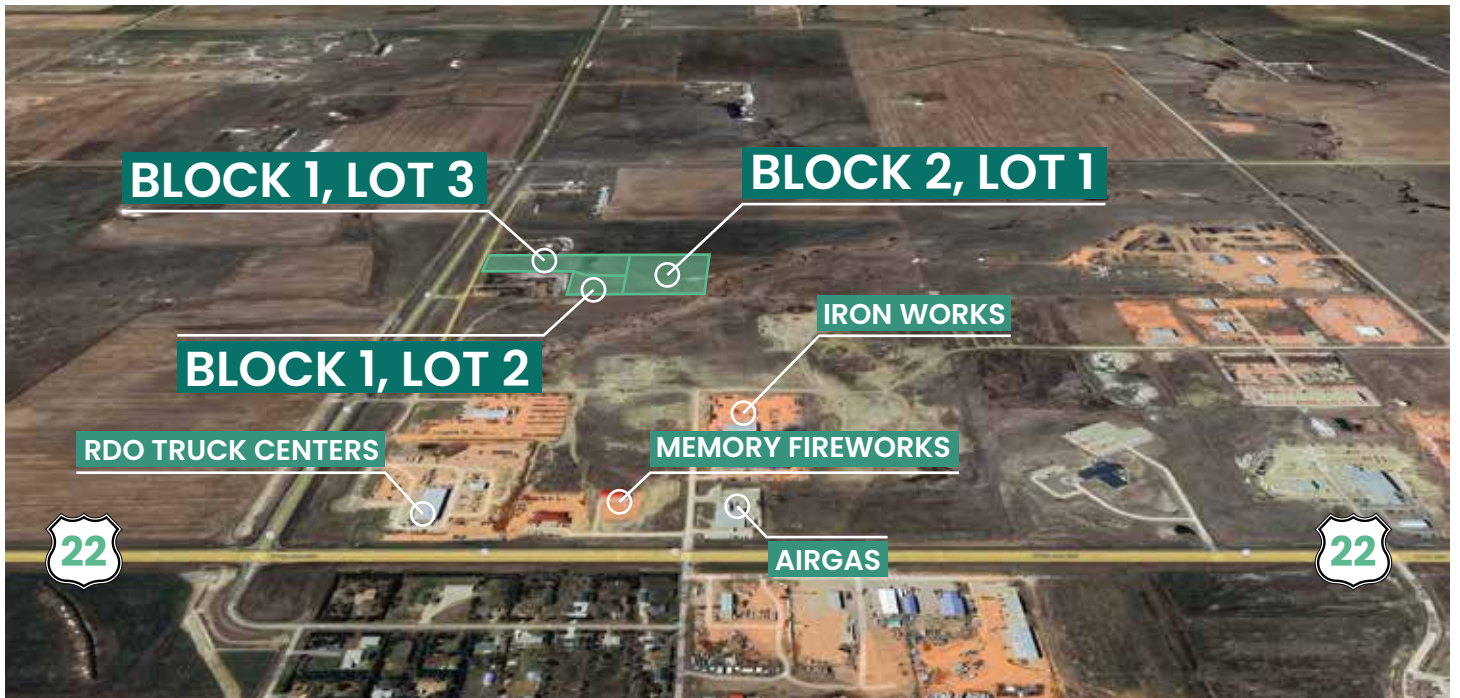 BLOCK 1, LOT 3
BLOCK 2, LOT 1
IRON WORKS
BLOCK 1, LOT 2
RDO TRUCK CENTERS
MEMORY FIREWORKS
22
22
AIRGAS